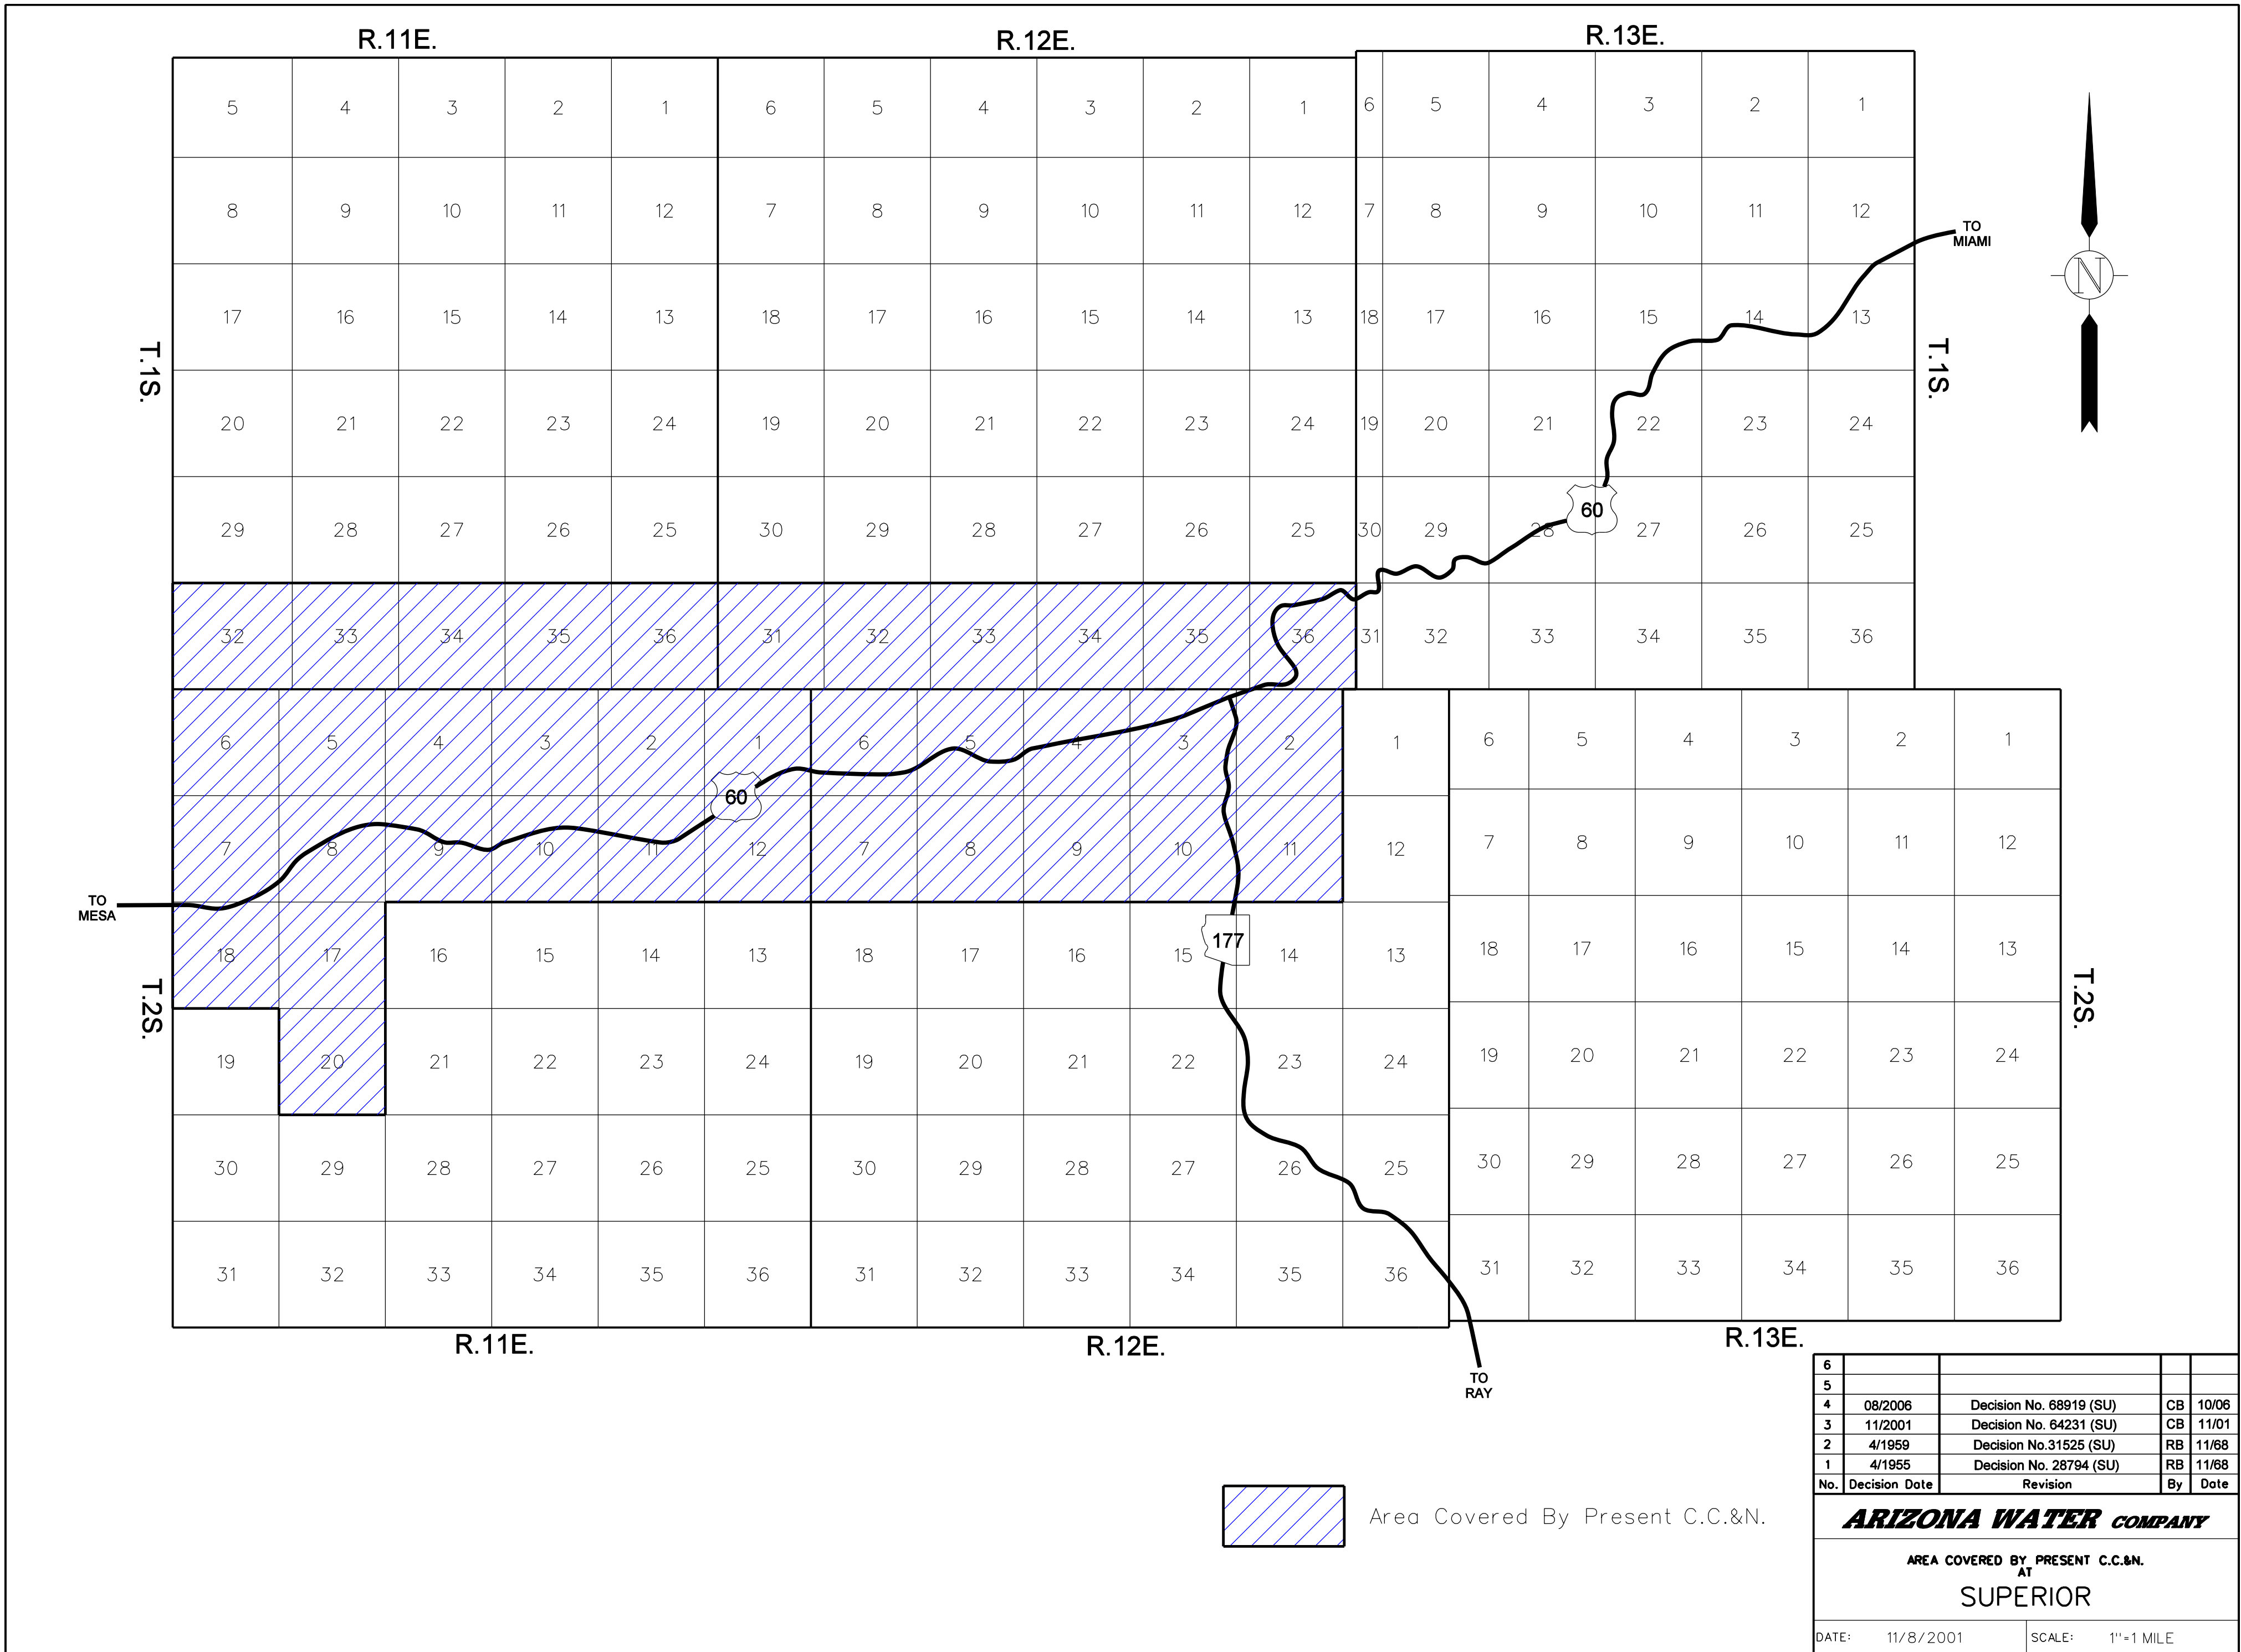 R.11E. R.12E. R.13E.
5 4 3 2 1 6 5 4 3 2 1 6 5 4 3 2 1
8 9 10 11 12 7 8 9 10 11 12 7 8 9 10 11 12
TO
MIAMI
N
17 16 15 14 13 18 17 16 15 14 13 18 17 16 15 14 13
T.1S. T.1S.
20 21 22 23 24 19 20 21 22 23 24 19 20 21 22 23 24
60
29 28 27 26 25 30 29 28 27 26 25 30 29 28 27 26 25
32 33 34 35 36 31 32 33 34 35 36 31 32 33 34 35 36
6 5 4 3 2 1 6 5 4 3 2 1 6 5 4 3 2 1
60
7 8 9 10 11 12 7 8 9 10 11 12 7 8 9 10 11 12
TO
MESA
177
18 17 16 15 14 13 18 17 16 15 14 13 18 17 16 15 14 13
T.2S. T.2S.
19 20 21 22 23 24 19 20 21 22 23 24 19 20 21 22 23 24
30 29 28 27 26 25 30 29 28 27 26 25 30 29 28 27 26 25
31 32 33 34 35 36 31 32 33 34 35 36 31 32 33 34 35 36
R.11E. R.12E. R.13E.
TO
RAY
6
5
4 08/2006 Decision No. 68919 (SU) CB 10/06
3 11/2001 Decision No. 64231 (SU) CB 11/01
2 4/1959 Decision No.31525 (SU) RB 11/68
1 4/1955 Decision No. 28794 (SU) RB 11/68
No. Decision Date Revision By Date
Area Covered By Present C.C.&N.
ARIZONA WATER COMPANY
AREA COVERED BY PRESENT C.C.&N.
AT
SUPERIOR
DATE: 11/8/2001 SCALE: 1"=1 MILE